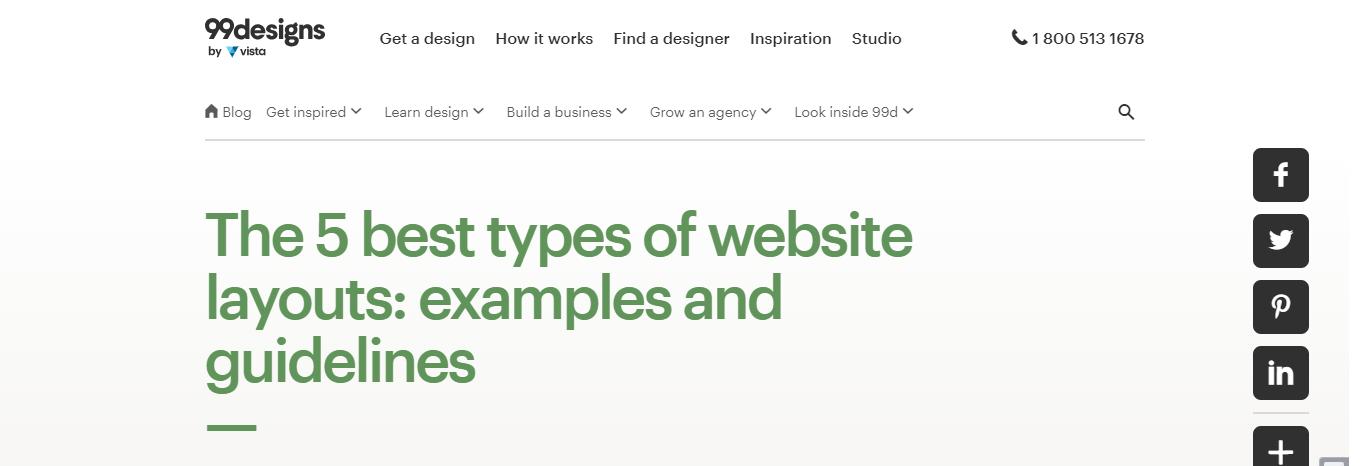 99designs
by vista
Get a design How it works Find a designer Inspiration Studio 1 800 513 1678
Blog Get inspired Learn design Build a business Grow an agency Look inside 99d
The 5 best types of website
layouts: examples and
guidelines